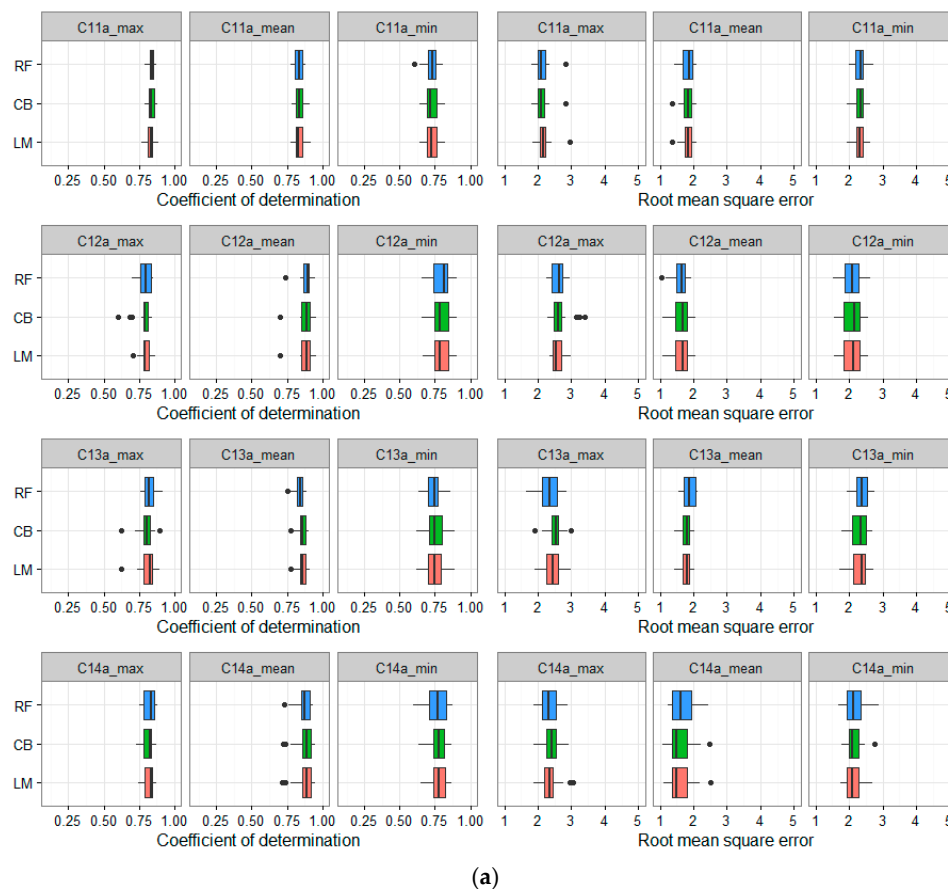 C11a_max C11a_mean C11a_min C11a_max C11a_mean C11a_min
RF
CB
LM
0.25 0.50 0.75 1.00 0.25 0.50 0.75 1.00 0.25 0.50 0.75 1.00 1 2 3 4 5 1 2 3 4 5 1 2 3 4 5
Coefficient of determination Root mean square error
C12a_max C12a_mean C12a_min C12a_max C12a_mean C12a_min
RF
CB
LM
0.25 0.50 0.75 1.00 0.25 0.50 0.75 1.00 0.25 0.50 0.75 1.00 1 2 3 4 5 1 2 3 4 5 1 2 3 4 5
Coefficient of determination Root mean square error
C13a_max C13a_mean C13a_min C13a_max C13a_mean C13a_min
RF
CB
LM
0.25 0.50 0.75 1.00 0.25 0.50 0.75 1.00 0.25 0.50 0.75 1.00 1 2 3 4 5 1 2 3 4 5 1 2 3 4 5
Coefficient of determination Root mean square error
C14a_max C14a_mean C14a_min C14a_max C14a_mean C14a_min
RF
CB
LM
0.25 0.50 0.75 1.00 0.25 0.50 0.75 1.00 0.25 0.50 0.75 1.00 1 2 3 4 5 1 2 3 4 5 1 2 3 4 5
Coefficient of determination Root mean square error
(a)